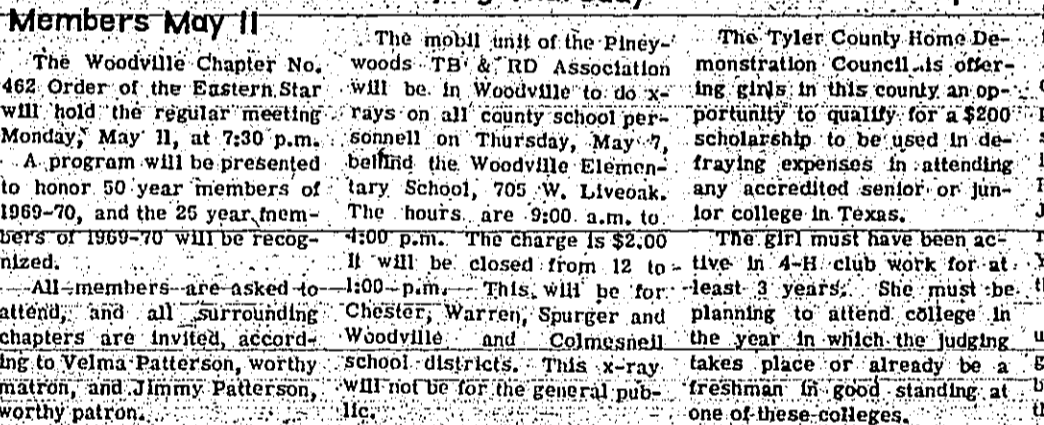 Members May 11
The Woodville Chapter No.
462 Order of the Eastern Star
will hold the regular meeting
Monday, May 11, at 7:30 p.m.
A program will be presented
to honor 50 year members of
1969-70, and the 25 year mem-
bers of 1969-70 will be recog-
nized.
All members are asked to
attend, and all surrounding
chapters are invited, accord-
ing to Velma Patterson, worthy
matron, and Jimmy Patterson,
worthy patron.
The mobil unit of the Piney-
woods TB & RD Association
will be in Woodville to do x-
rays on all county school per-
sonnell on Thursday, May 7,
behind the Woodville Elemen-
tary School, 705 W. Liveoak.
The hours are 9:00 a.m. to
4:00 p.m. The charge is $2.00
It will be closed from 12 to
1:00 p.m. This will be for
Chester, Warren, Spurger and
Woodville and Colmesnell
school districts. This x-ray
will not be for the general pub-
lic.
The Tyler County Home De-
monstration Council is offer-
ing girls in this county an op-
portunity to qualify for a $200
scholarship to be used in de-
fraying expenses in attending
any accredited senior or jun-
ior college in Texas.
The girl must have been ac-
tive in 4-H club work for at
least 3 years. She must be
planning to attend college in
the year in which the judging
takes place or already be a
freshman in good standing at
one of these colleges.